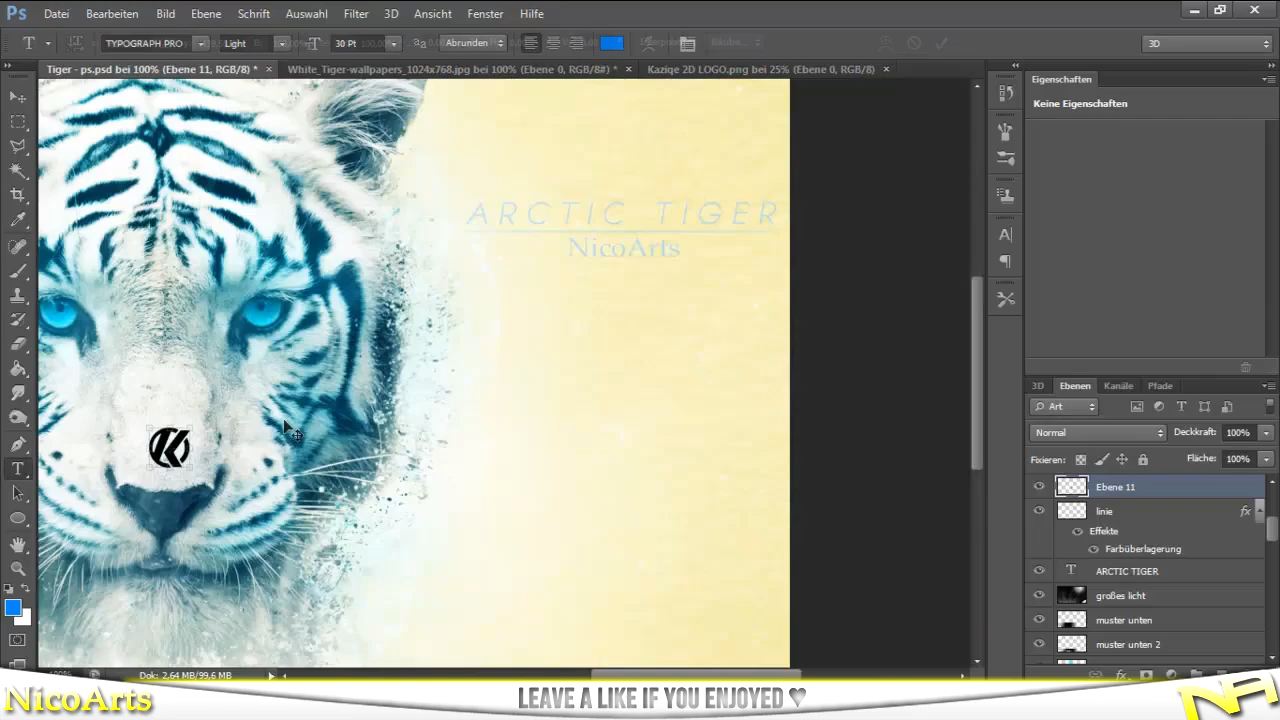 Ps Datei Bearbeiten Bild Ebene Schrift Auswahl Filter 3D Ansicht Fenster Hilfe
T TYPOGRAPH PRO Light 30 Pt Abrunden 3D
Tiger - ps.psd bei 100% (Ebene 11, RGB/8) * × White_Tiger-wallpapers_1024x768.jpg bei 100% (Ebene 0, RGB/8#) * × Kaziqe 2D LOGO.png bei 25% (Ebene 0, RGB/8) ×
Eigenschaften
Keine Eigenschaften
ARCTIC TIGER
NicoArts
3D Ebenen Kanäle Pfade
Art
Normal Deckkraft: 100%
Fixieren: Fläche: 100%
Ebene 11
linie fx
Effekte
Farbüberlagerung
T ARCTIC TIGER
großes licht
muster unten
muster unten 2
Dok: 2,64 MB/99,6 MB
NicoArts LEAVE A LIKE IF YOU ENJOYED ♥ NA